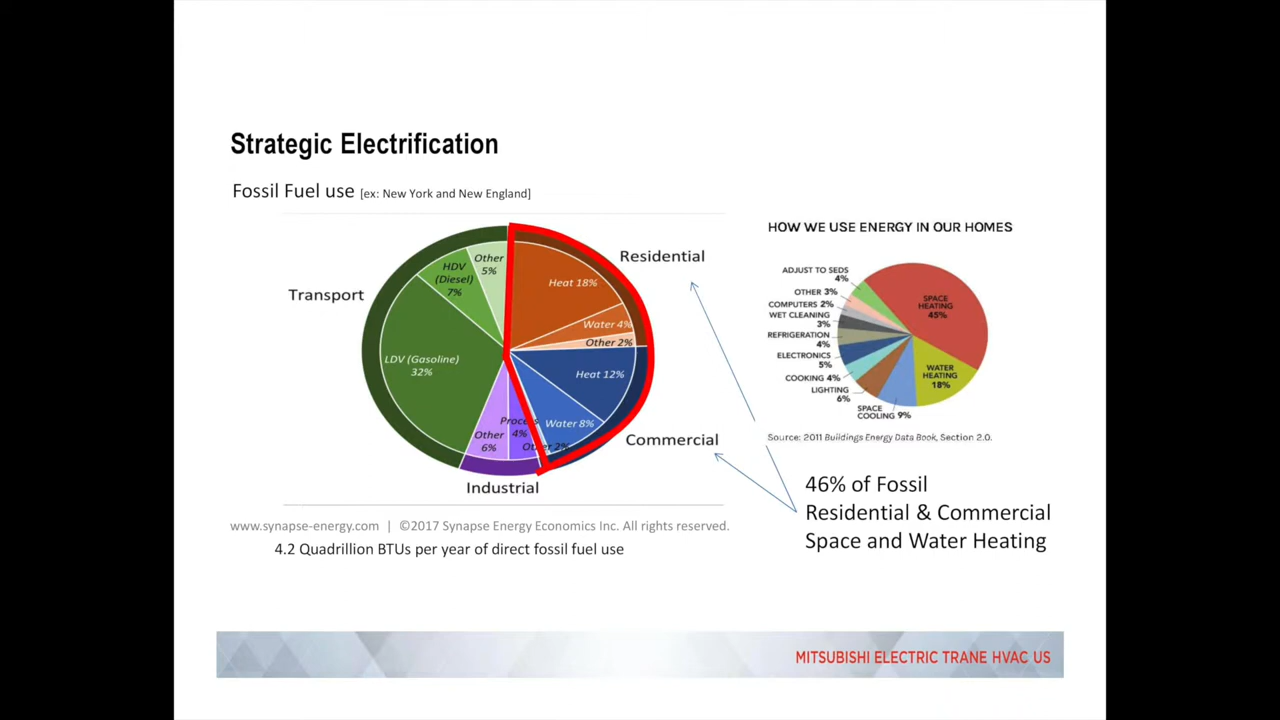 Strategic Electrification
Fossil Fuel use [ex: New York and New England]
Transport
Residential
Commercial
Industrial
HDV
(Diesel)
7%
Other
5%
Heat 18%
Water 4%
Other 2%
Heat 12%
Water 8%
Other 2%
Process
4%
Other
6%
LDV (Gasoline)
32%
HOW WE USE ENERGY IN OUR HOMES
ADJUST TO SEDS
4%
OTHER 3%
COMPUTERS 2%
WET CLEANING
3%
REFRIGERATION
4%
ELECTRONICS
5%
COOKING 4%
LIGHTING
6%
SPACE
COOLING 9%
SPACE
HEATING
45%
WATER
HEATING
18%
Source: 2011 Buildings Energy Data Book, Section 2.0.
46% of Fossil
Residential & Commercial
Space and Water Heating
www.synapse-energy.com | ©2017 Synapse Energy Economics Inc. All rights reserved.
4.2 Quadrillion BTUs per year of direct fossil fuel use
MITSUBISHI ELECTRIC TRANE HVAC US